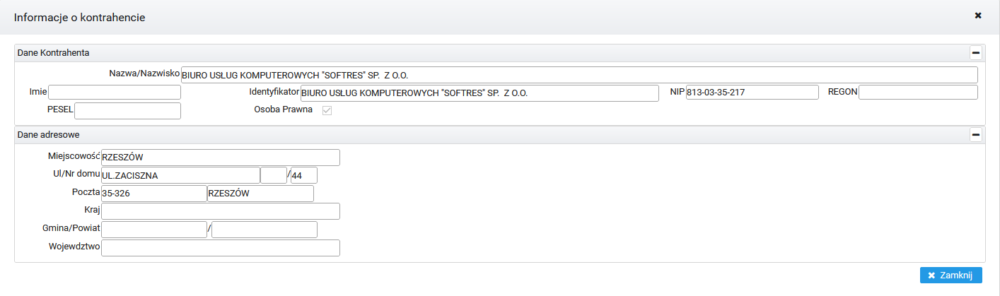 Informacje o kontrahencie
Dane Kontrahenta
Nazwa/Nazwisko BIURO USŁUG KOMPUTEROWYCH "SOFTRES" SP.  Z O.O.
Imie Identyfikator BIURO USŁUG KOMPUTEROWYCH "SOFTRES" SP.  Z O.O. NIP 813-03-35-217 REGON
PESEL Osoba Prawna
Dane adresowe
Miejscowość RZESZÓW
Ul/Nr domu UL.ZACISZNA / 44
Poczta 35-326 RZESZÓW
Kraj
Gmina/Powiat /
Wojewdztwo
Zamknij